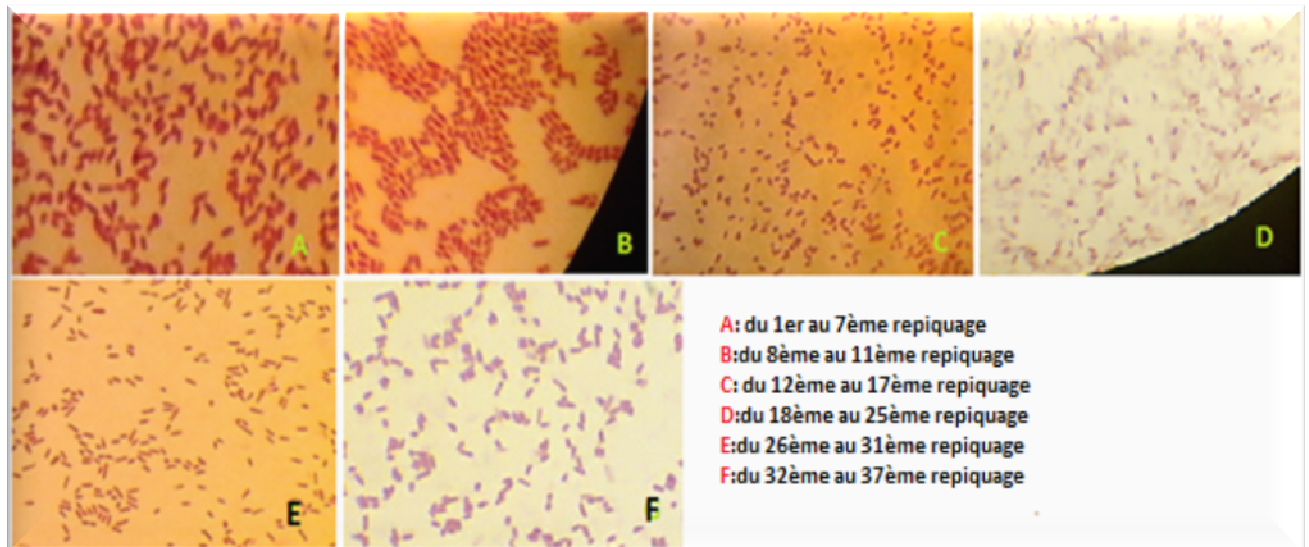 A
B
C
D
E
F
A: du 1er au 7ème repiquage
B:du 8ème au 11ème repiquage
C: du 12ème au 17ème repiquage
D:du 18ème au 25ème repiquage
E:du 26ème au 31ème repiquage
F:du 32ème au 37ème repiquage